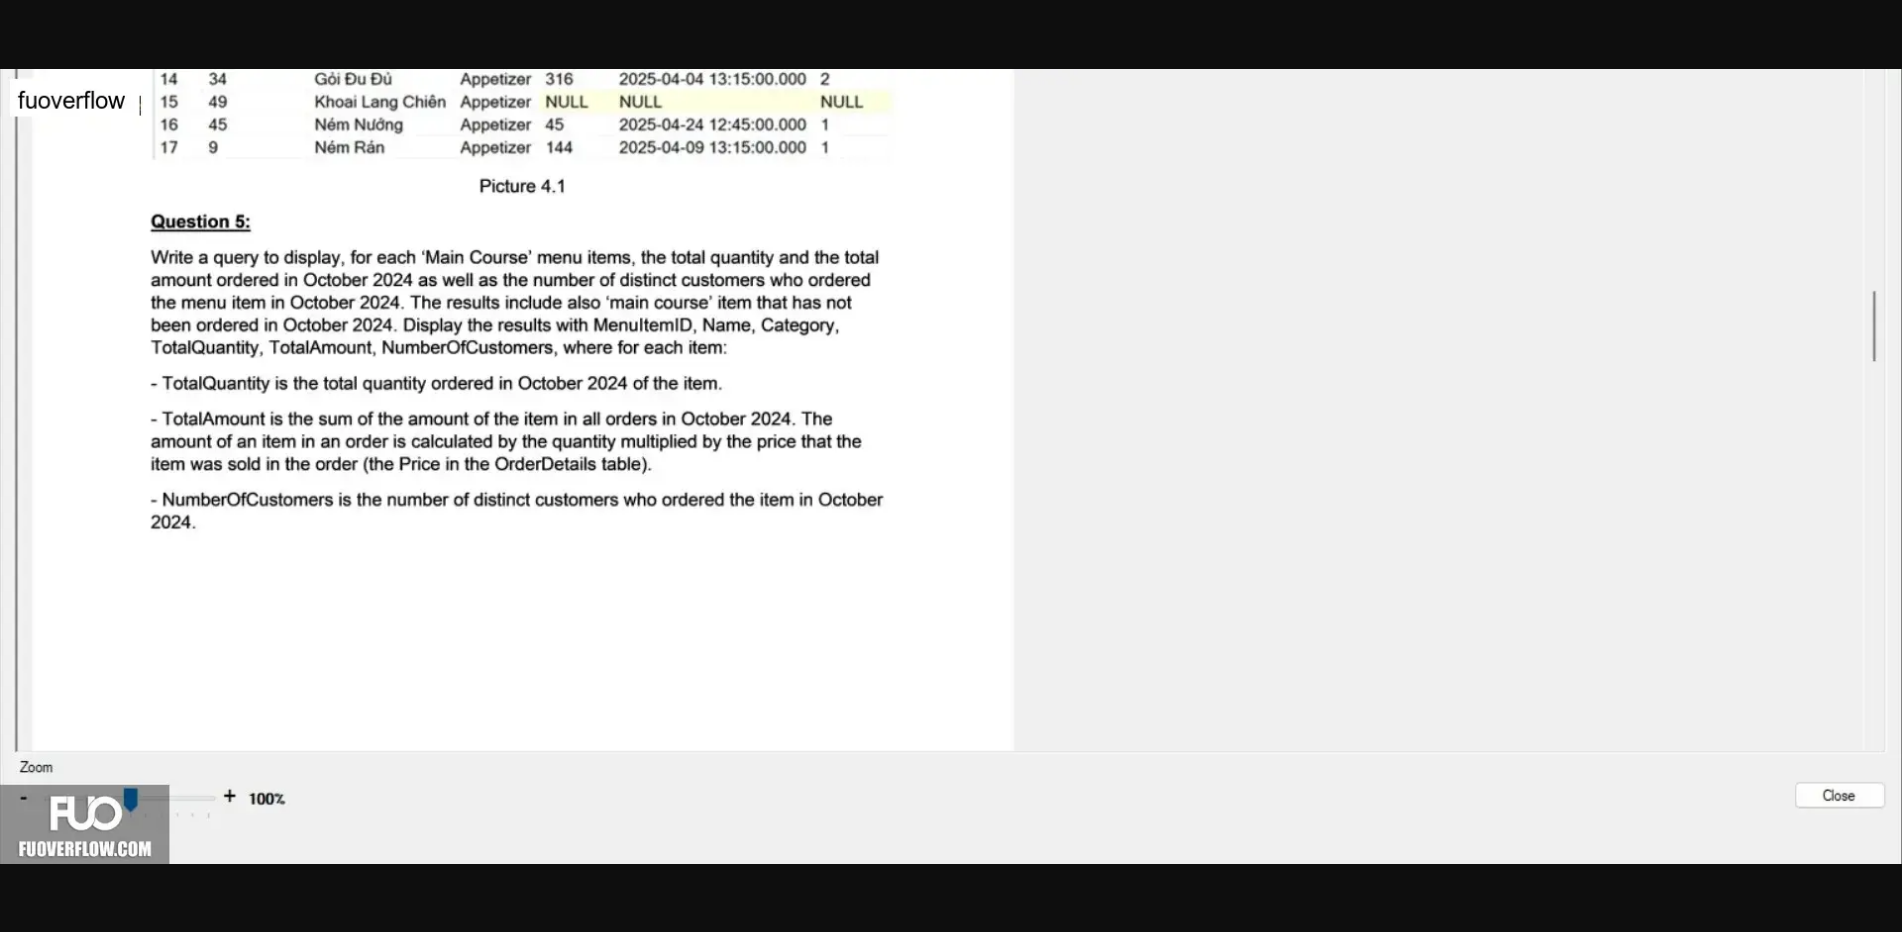 14 34 Gỏi Đu Đủ Appetizer 316 2025-04-04 13:15:00.000 2
fuoverflow
15 49 Khoai Lang Chiên Appetizer NULL NULL NULL
16 45 Ném Nướng Appetizer 45 2025-04-24 12:45:00.000 1
17 9 Ném Rán Appetizer 144 2025-04-09 13:15:00.000 1
Picture 4.1
Question 5:
Write a query to display, for each ‘Main Course’ menu items, the total quantity and the total
amount ordered in October 2024 as well as the number of distinct customers who ordered
the menu item in October 2024. The results include also ‘main course’ item that has not
been ordered in October 2024. Display the results with MenuItemID, Name, Category,
TotalQuantity, TotalAmount, NumberOfCustomers, where for each item:
- TotalQuantity is the total quantity ordered in October 2024 of the item.
- TotalAmount is the sum of the amount of the item in all orders in October 2024. The
amount of an item in an order is calculated by the quantity multiplied by the price that the
item was sold in the order (the Price in the OrderDetails table).
- NumberOfCustomers is the number of distinct customers who ordered the item in October
2024.
Zoom
- + 100%
Close
FUO
FUOVERFLOW.COM